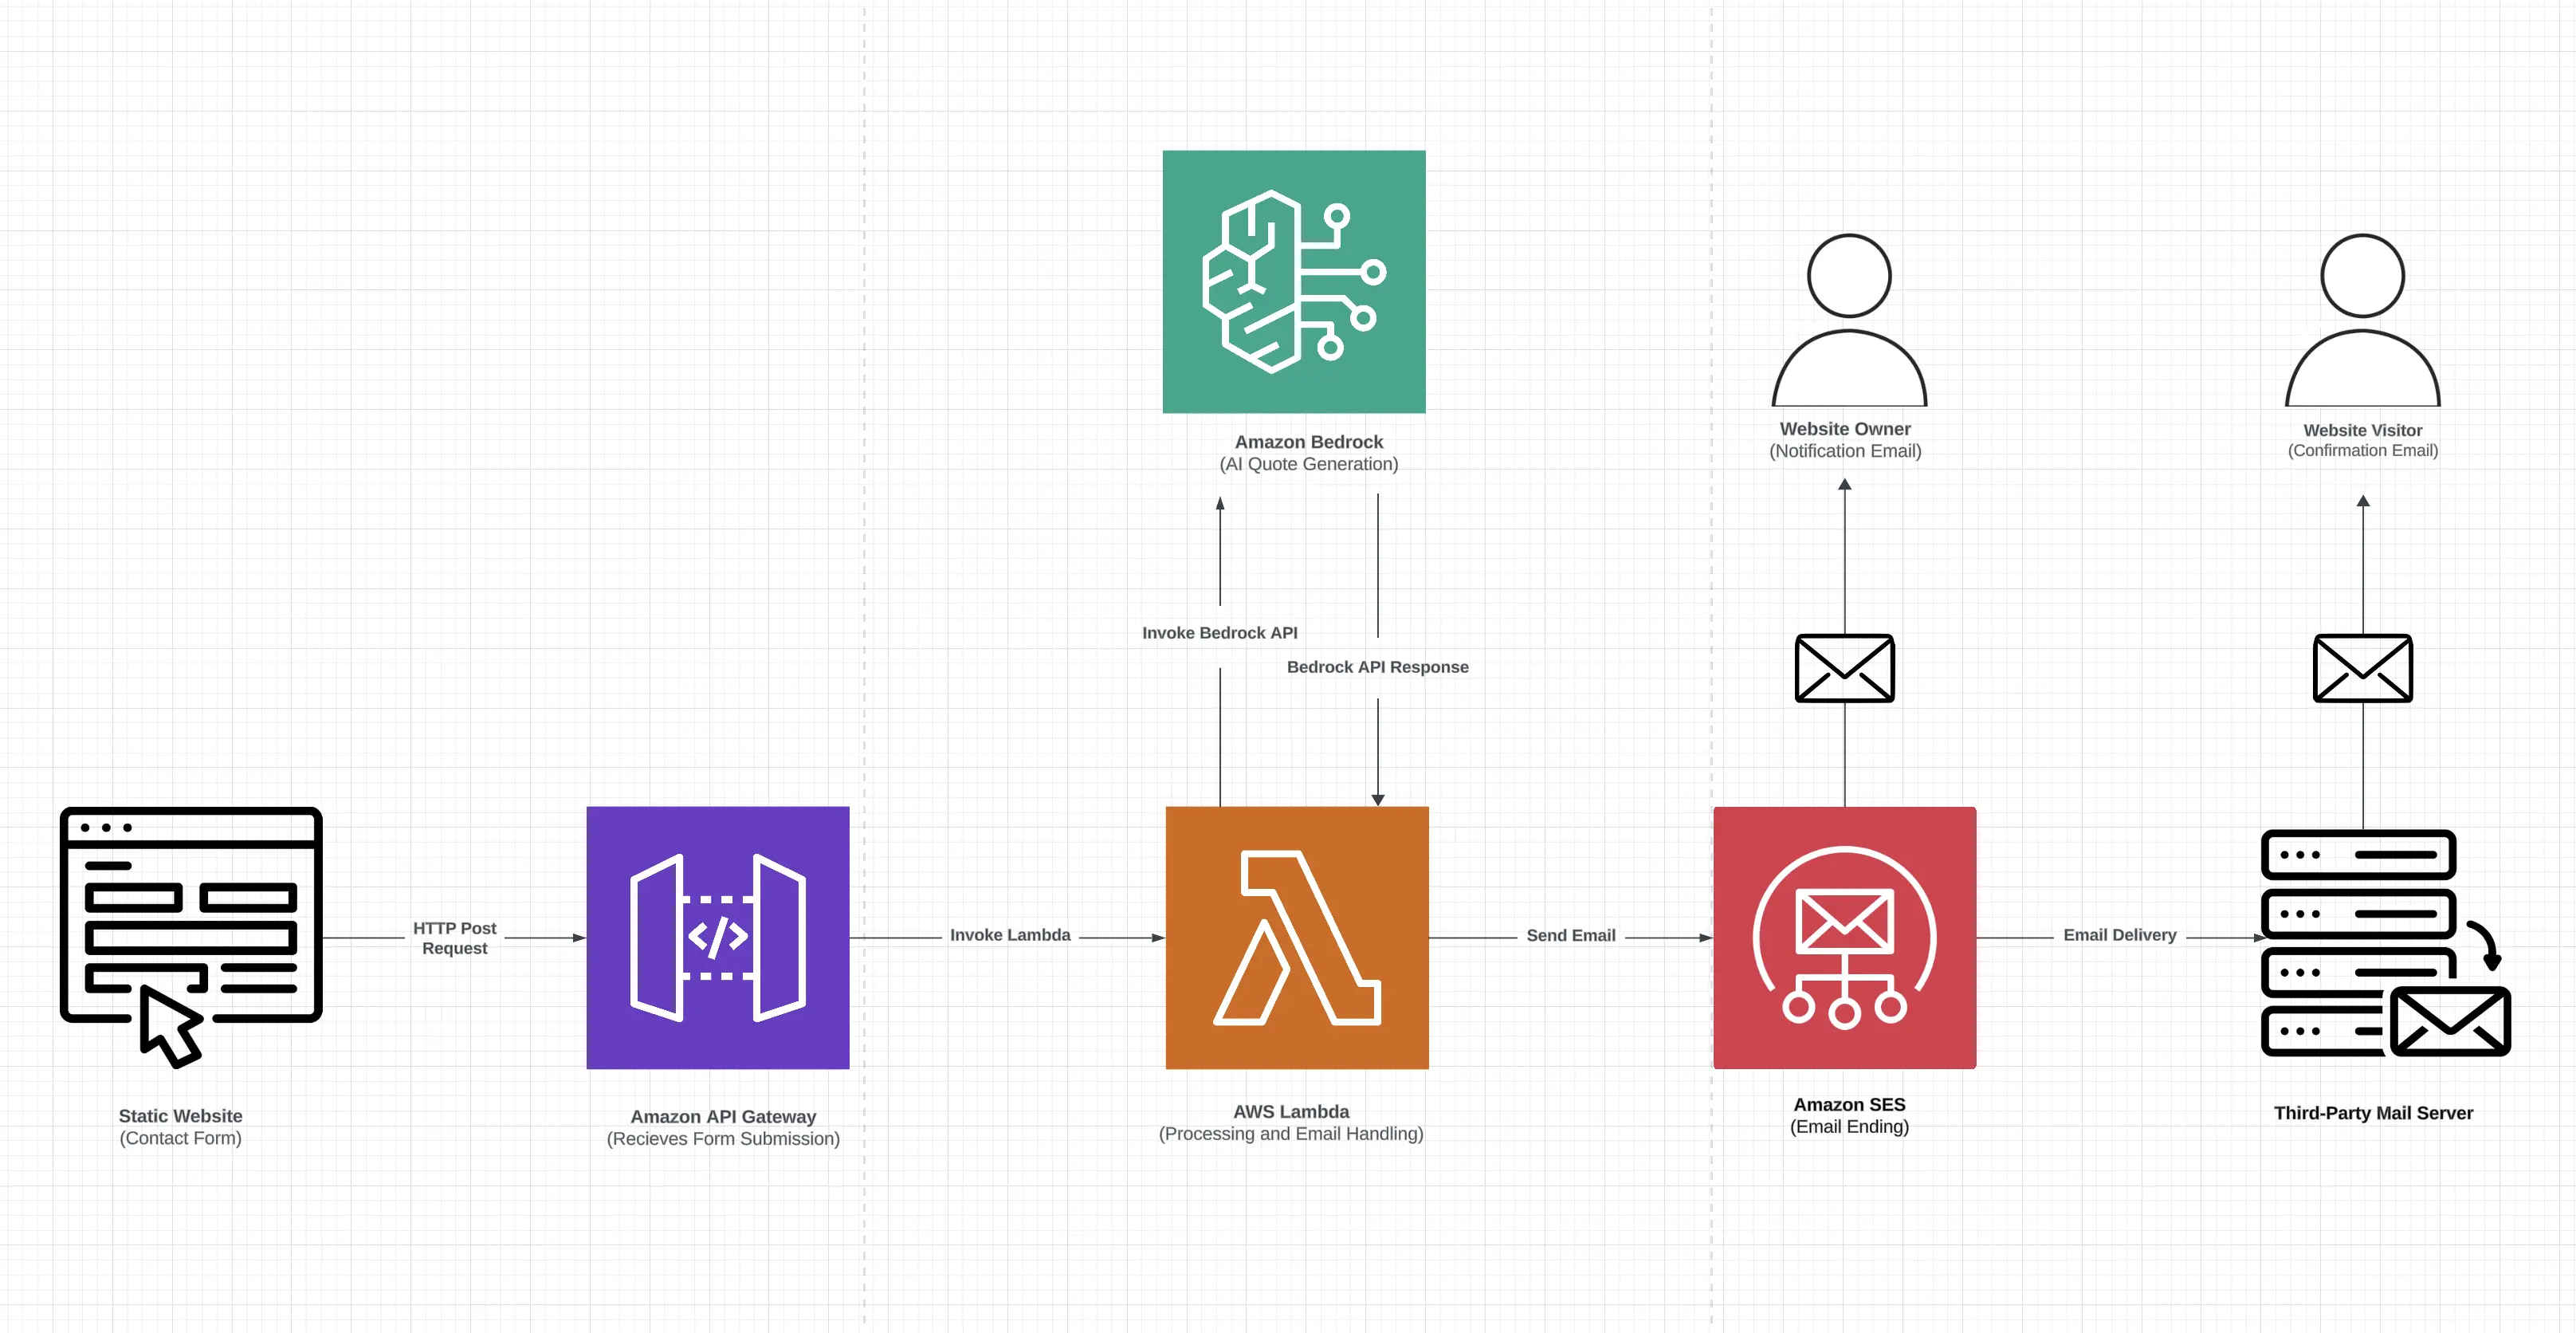 Amazon Bedrock
(AI Quote Generation)
Website Owner
(Notification Email)
Website Visitor
(Confirmation Email)
Invoke Bedrock API
Bedrock API Response
HTTP Post
Request
Invoke Lambda
Send Email
Email Delivery
Static Website
(Contact Form)
Amazon API Gateway
(Recieves Form Submission)
AWS Lambda
(Processing and Email Handling)
Amazon SES
(Email Ending)
Third-Party Mail Server